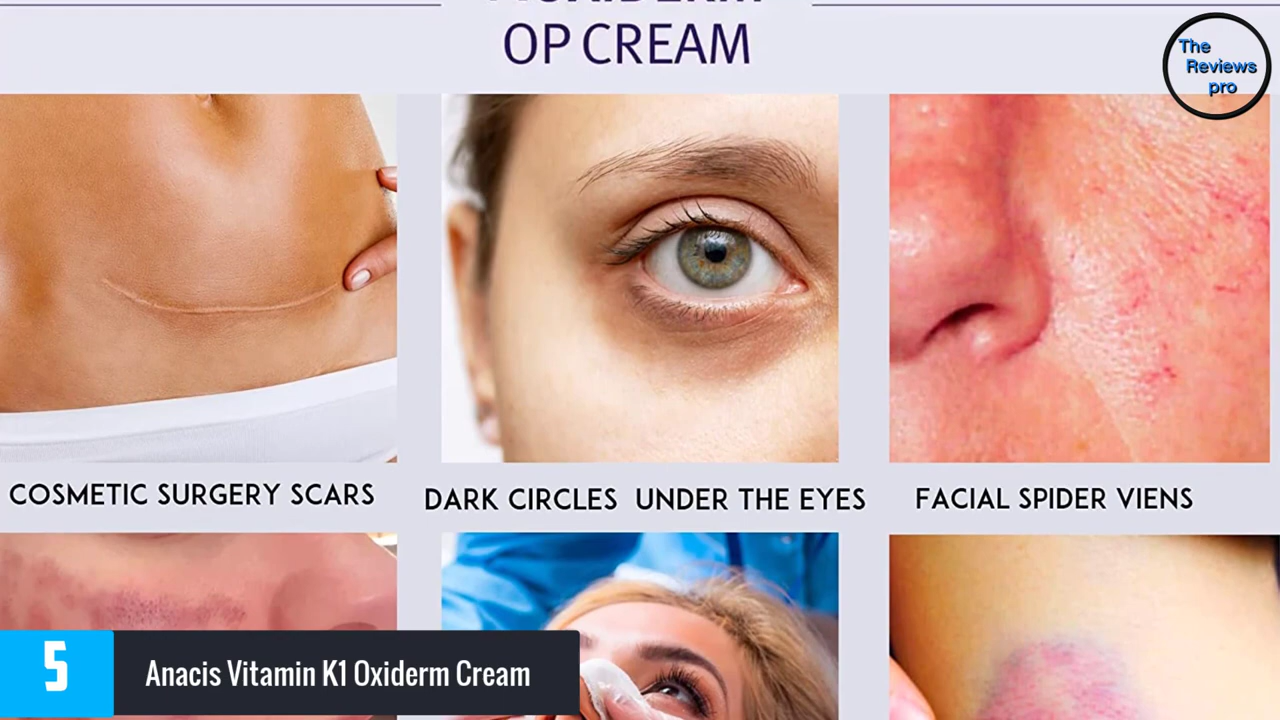 OP CREAM
The
Reviews
pro
COSMETIC SURGERY SCARS
DARK CIRCLES UNDER THE EYES
FACIAL SPIDER VIENS
5
Anacis Vitamin K1 Oxiderm Cream